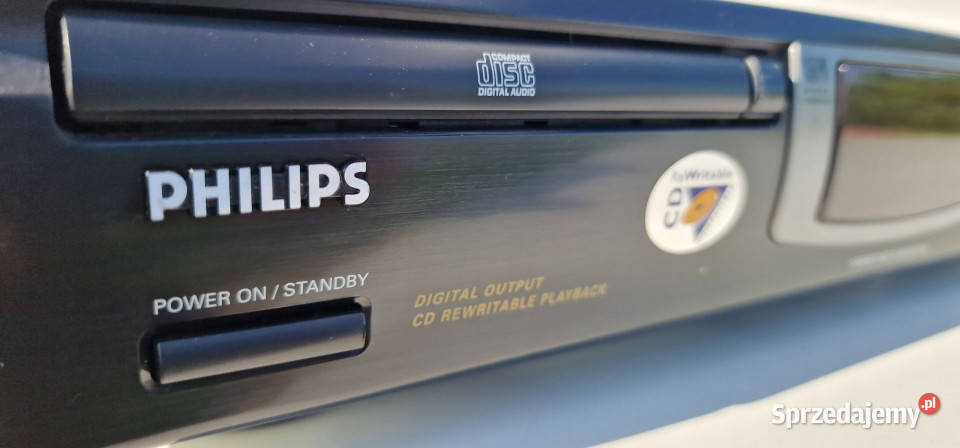 COMPACT
disc
DIGITAL AUDIO
PHILIPS
CD ReWritable
POWER ON / STANDBY
DIGITAL OUTPUT
CD REWRITABLE PLAYBACK
Sprzedajemy.pl